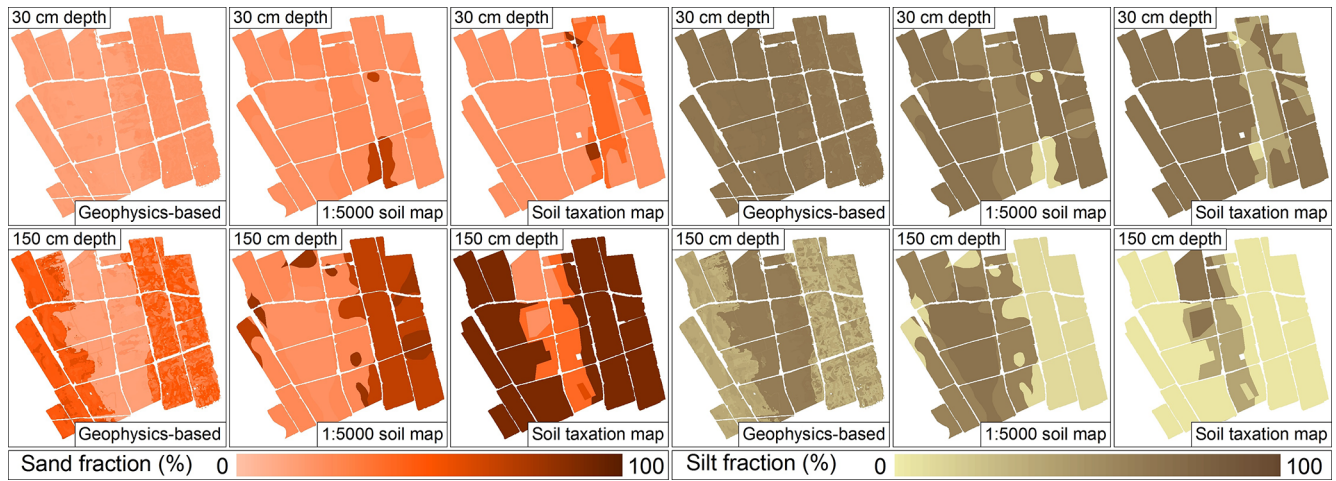 30 cm depth
Geophysics-based
30 cm depth
1:5000 soil map
30 cm depth
Soil taxation map
30 cm depth
Geophysics-based
30 cm depth
1:5000 soil map
30 cm depth
Soil taxation map
150 cm depth
Geophysics-based
150 cm depth
1:5000 soil map
150 cm depth
Soil taxation map
150 cm depth
Geophysics-based
150 cm depth
1:5000 soil map
150 cm depth
Soil taxation map
Sand fraction (%) 0 100
Silt fraction (%) 0 100